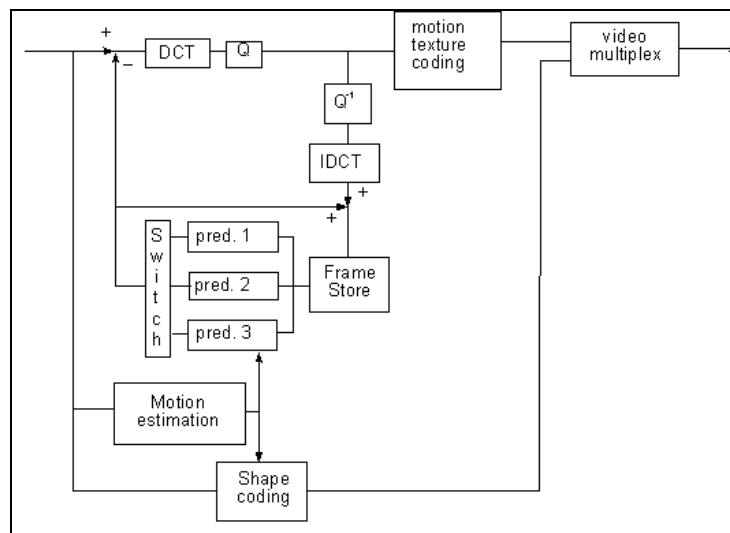 +
−
DCT
Q
motion
texture
coding
video
multiplex
Q⁻¹
IDCT
+
+
S
w
i
t
c
h
pred. 1
pred. 2
pred. 3
Frame
Store
Motion
estimation
Shape
coding